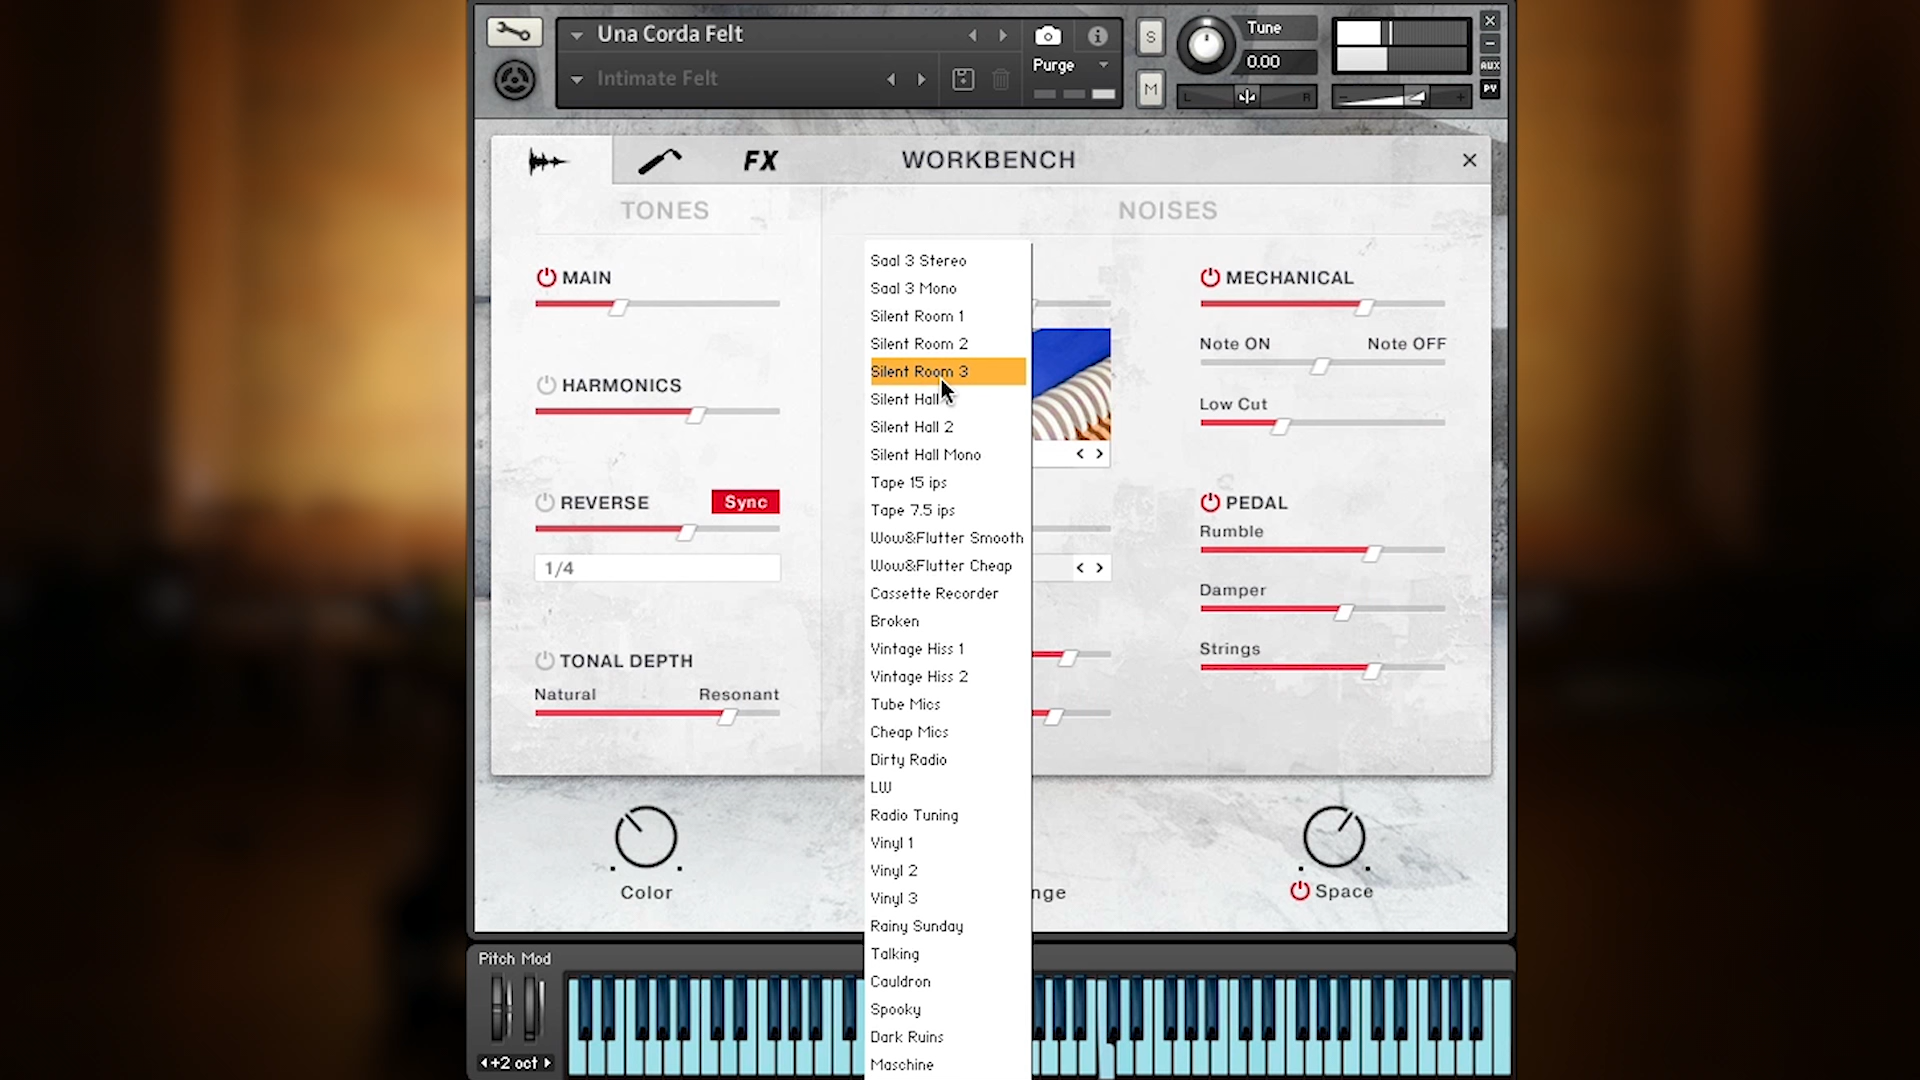 Una Corda Felt
Intimate Felt
Purge
S
M
Tune
0.00
L R
AUX
PV
FX
WORKBENCH
TONES
NOISES
MAIN
HARMONICS
REVERSE
Sync
1/4
TONAL DEPTH
Natural
Resonant
Saal 3 Stereo
Saal 3 Mono
Silent Room 1
Silent Room 2
Silent Room 3
Silent Hall
Silent Hall 2
Silent Hall Mono
Tape 15 ips
Tape 7.5 ips
Wow&Flutter Smooth
Wow&Flutter Cheap
Cassette Recorder
Broken
Vintage Hiss 1
Vintage Hiss 2
Tube Mics
Cheap Mics
Dirty Radio
LW
Radio Tuning
Vinyl 1
Vinyl 2
Vinyl 3
Rainy Sunday
Talking
Cauldron
Spooky
Dark Ruins
Maschine
MECHANICAL
Note ON
Note OFF
Low Cut
PEDAL
Rumble
Damper
Strings
Color
nge
Space
Pitch Mod
+2 oct